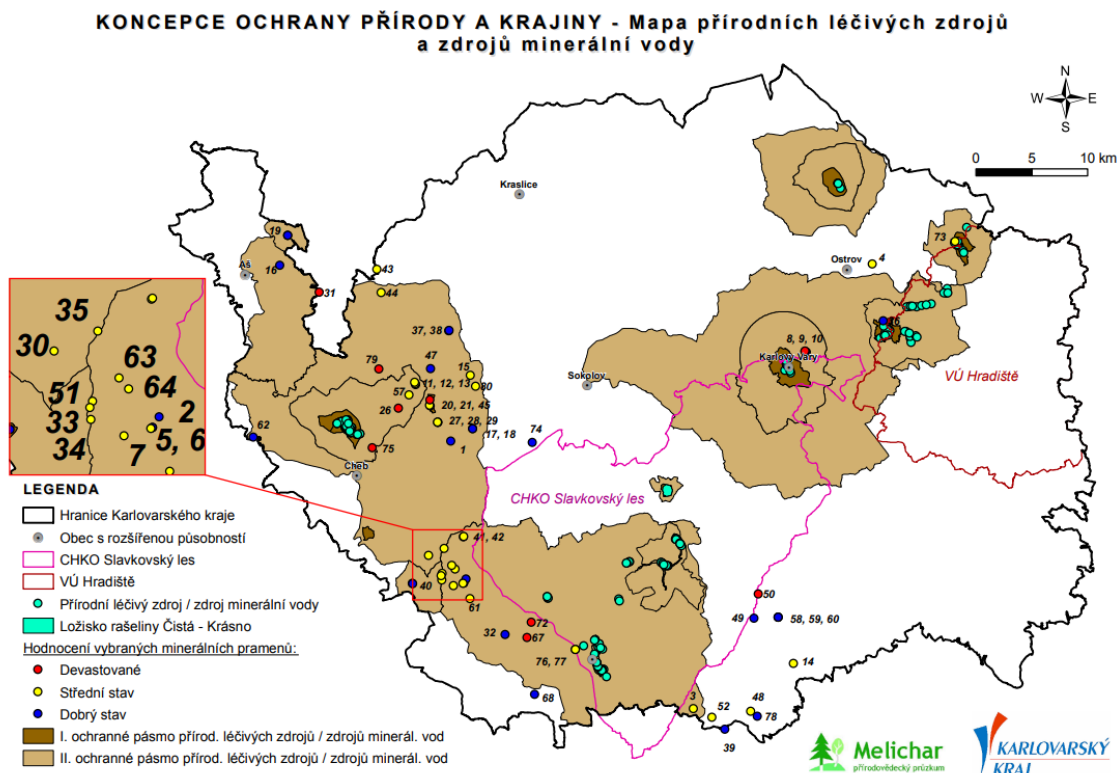 KONCEPCE OCHRANY PŘÍRODY A KRAJINY - Mapa přírodních léčivých zdrojů
a zdrojů minerální vody
N
W E
S
0 5 10 km
Kraslice
19
Aš
16
31
43
44
Ostrov
4
73
37, 38
79
47
15
11, 12, 13
80
57
26
20, 21, 45
27, 28, 29
17, 18
1
62
75
Cheb
74
Sokolov
8, 9, 10
Karlovy Vary
VÚ Hradiště
CHKO Slavkovský les
35
30
63
64
51
33
34
2
5, 6
7
41, 42
40
61
72
67
32
76, 77
68
50
49
58, 59, 60
14
3
52
48
78
39
LEGENDA
Hranice Karlovarského kraje
Obec s rozšířenou působností
CHKO Slavkovský les
VÚ Hradiště
Přírodní léčivý zdroj / zdroj minerální vody
Ložisko rašeliny Čistá - Krásno
Hodnocení vybraných minerálních pramenů:
Devastované
Střední stav
Dobrý stav
I. ochranné pásmo přírod. léčivých zdrojů / zdrojů minerál. vod
II. ochranné pásmo přírod. léčivých zdrojů / zdrojů minerál. vod
Melichar
přírodovědecký průzkum
KARLOVARSKÝ
KRAJ